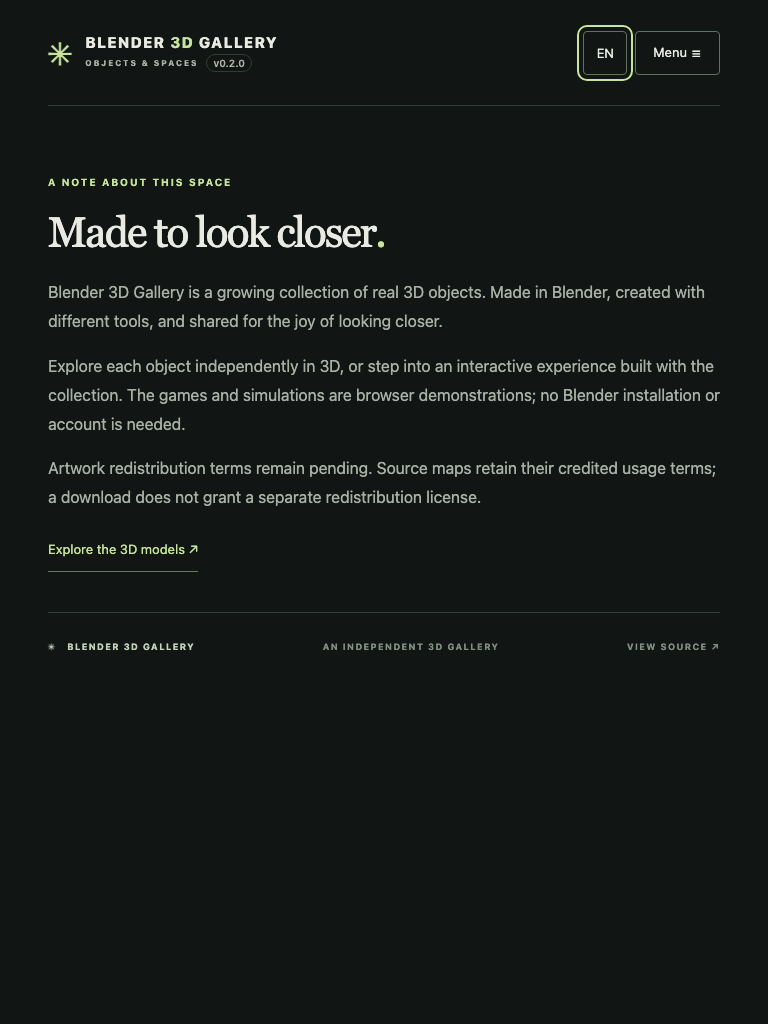 BLENDER 3D GALLERY
OBJECTS & SPACES v0.2.0
EN
Menu ≡
A NOTE ABOUT THIS SPACE
Made to look closer.
Blender 3D Gallery is a growing collection of real 3D objects. Made in Blender, created with
different tools, and shared for the joy of looking closer.
Explore each object independently in 3D, or step into an interactive experience built with the
collection. The games and simulations are browser demonstrations; no Blender installation or
account is needed.
Artwork redistribution terms remain pending. Source maps retain their credited usage terms;
a download does not grant a separate redistribution license.
Explore the 3D models ↗
✳ BLENDER 3D GALLERY
AN INDEPENDENT 3D GALLERY
VIEW SOURCE ↗